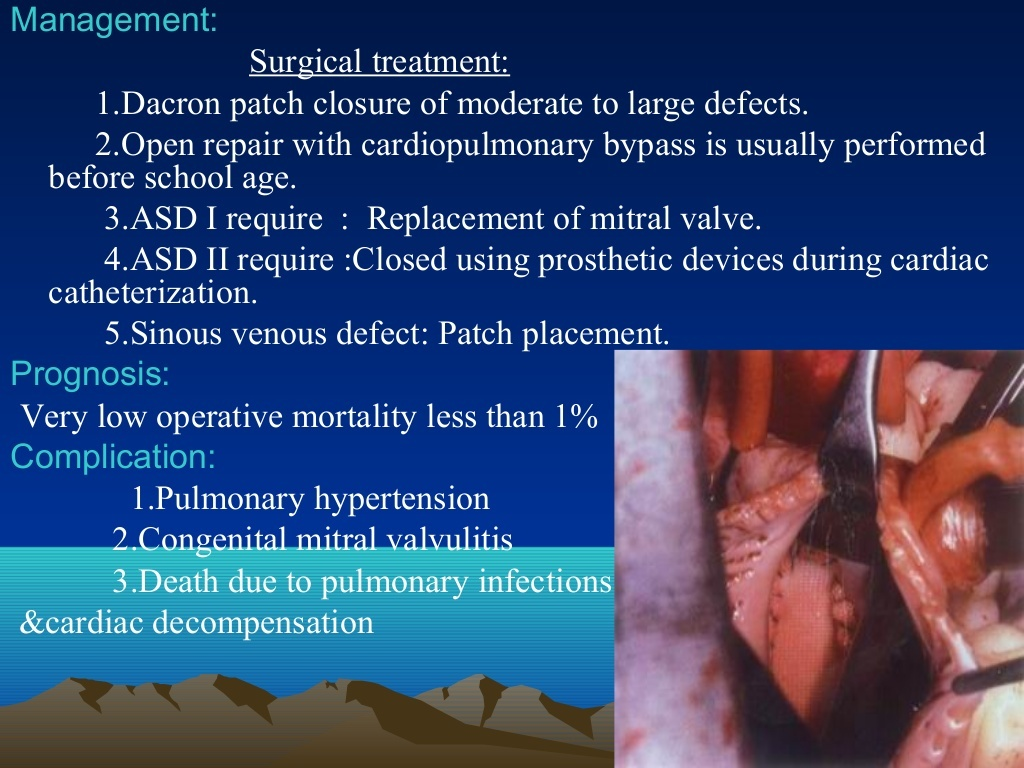 Management:
Surgical treatment:
1.Dacron patch closure of moderate to large defects.
2.Open repair with cardiopulmonary bypass is usually performed
before school age.
3.ASD I require  :  Replacement of mitral valve.
4.ASD II require :Closed using prosthetic devices during cardiac
catheterization.
5.Sinous venous defect: Patch placement.
Prognosis:
Very low operative mortality less than 1%
Complication:
1.Pulmonary hypertension
2.Congenital mitral valvulitis
3.Death due to pulmonary infections
&cardiac decompensation